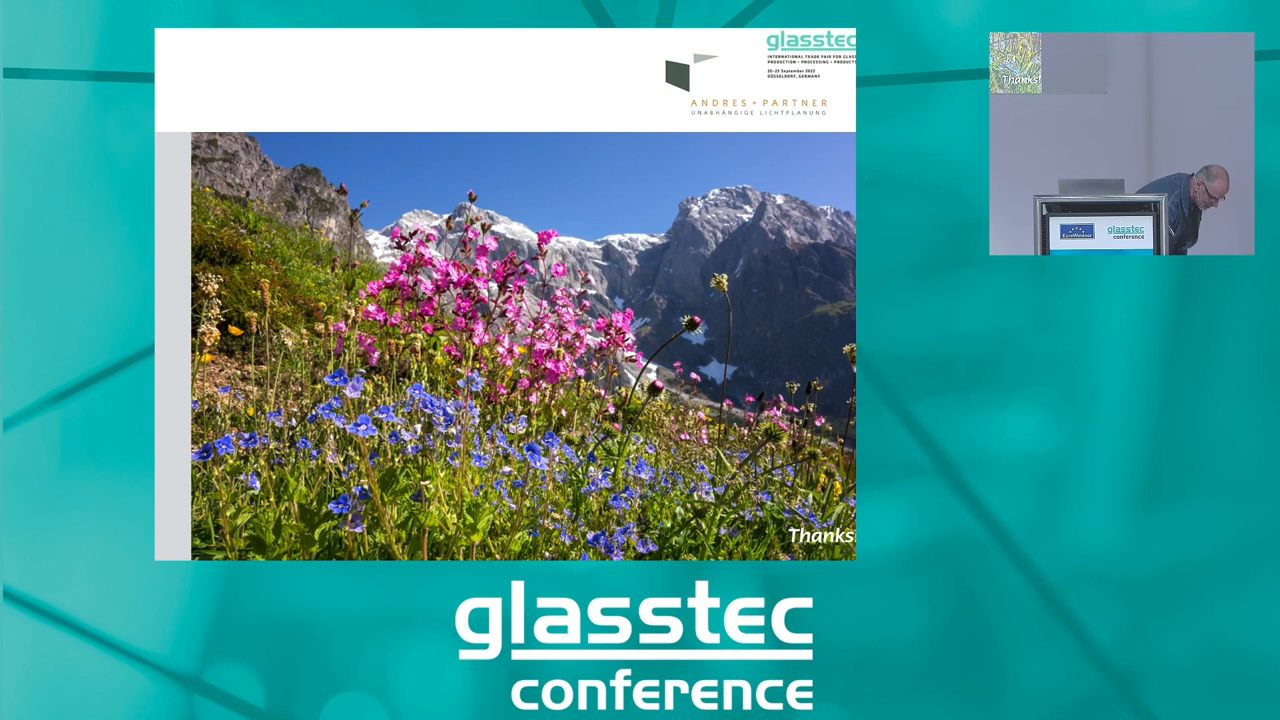 glasstec
INTERNATIONAL TRADE FAIR FOR GLASS
PRODUCTION • PROCESSING • PRODUCTS
20–23 September 2022
DÜSSELDORF, GERMANY
ANDRES + PARTNER
UNABHÄNGIGE LICHTPLANUNG
Thanks!
Thanks!
EuroWindoor
glasstec
conference
glasstec
conference